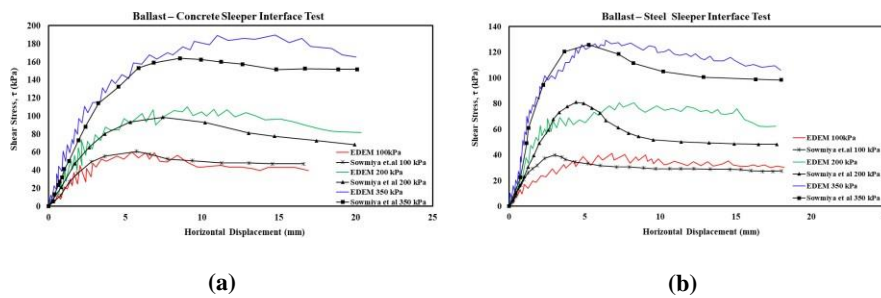 Ballast – Concrete Sleeper Interface Test
Shear Stress, τ (kPa)
200
180
160
140
120
100
80
60
40
20
0
0
5
10
15
20
25
Horizontal Displacement (mm)
EDEM 100kPa
Sowmiya et.al 100 kPa
EDEM 200 kPa
Sowmiya et al 200 kPa
EDEM 350 kPa
Sowmiya et al 350 kPa
(a)
Ballast – Steel Sleeper Interface Test
Shear Stress, τ (kPa)
140
120
100
80
60
40
20
0
0
5
10
15
20
Horizontal Displacement (mm)
EDEM 100kPa
Sowmiya et.al 100 kPa
EDEM 200 kPa
Sowmiya et al 200 kPa
EDEM 350 kPa
Sowmiya et al 350 kPa
(b)